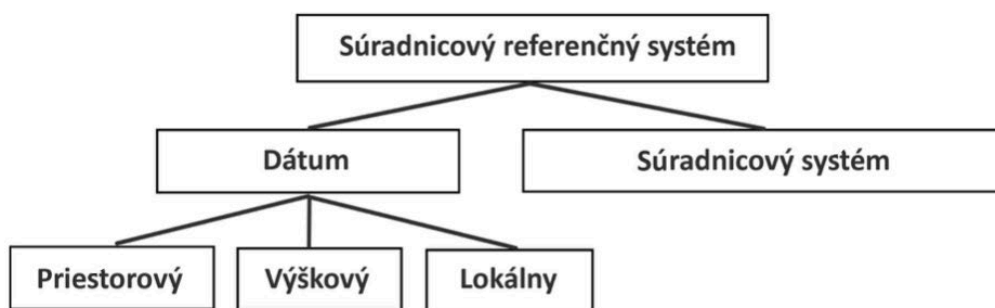 Súradnicový referenčný systém
Dátum
Súradnicový systém
Priestorový
Výškový
Lokálny